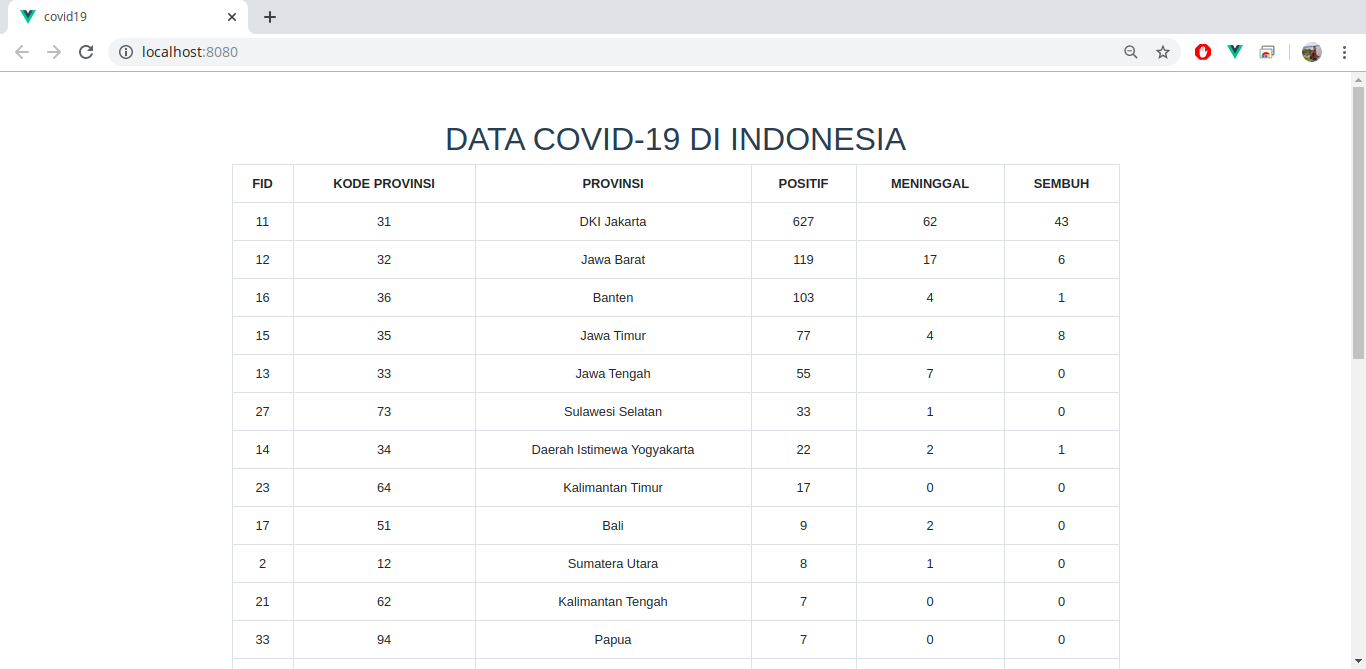 covid19
localhost:8080
DATA COVID-19 DI INDONESIA
FID KODE PROVINSI PROVINSI POSITIF MENINGGAL SEMBUH
11 31 DKI Jakarta 627 62 43
12 32 Jawa Barat 119 17 6
16 36 Banten 103 4 1
15 35 Jawa Timur 77 4 8
13 33 Jawa Tengah 55 7 0
27 73 Sulawesi Selatan 33 1 0
14 34 Daerah Istimewa Yogyakarta 22 2 1
23 64 Kalimantan Timur 17 0 0
17 51 Bali 9 2 0
2 12 Sumatera Utara 8 1 0
21 62 Kalimantan Tengah 7 0 0
33 94 Papua 7 0 0